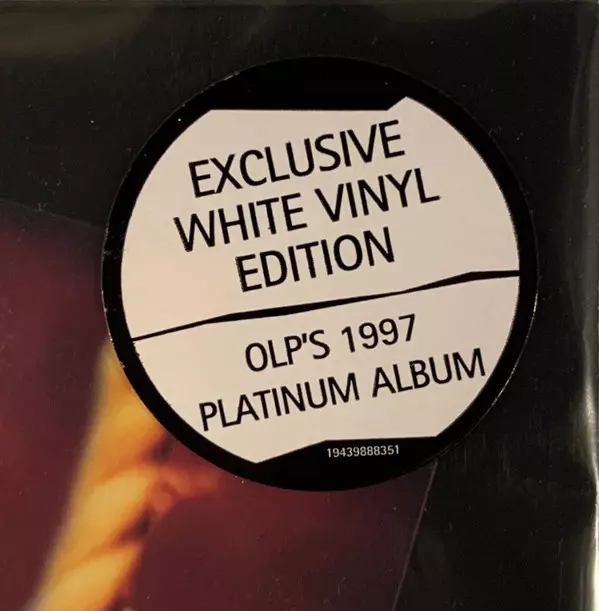 EXCLUSIVE
WHITE VINYL
EDITION
OLP'S 1997
PLATINUM ALBUM
19439888351